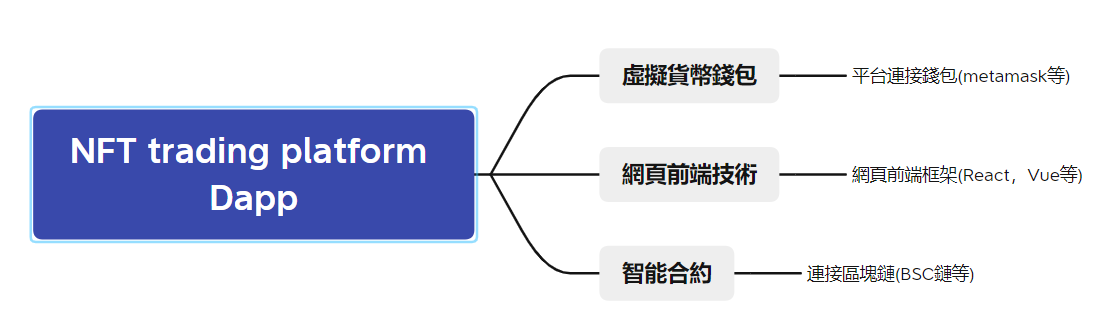 NFT trading platform
Dapp
虛擬貨幣錢包
平台連接錢包(metamask等)
網頁前端技術
網頁前端框架(React，Vue等)
智能合約
連接區塊鏈(BSC鏈等)